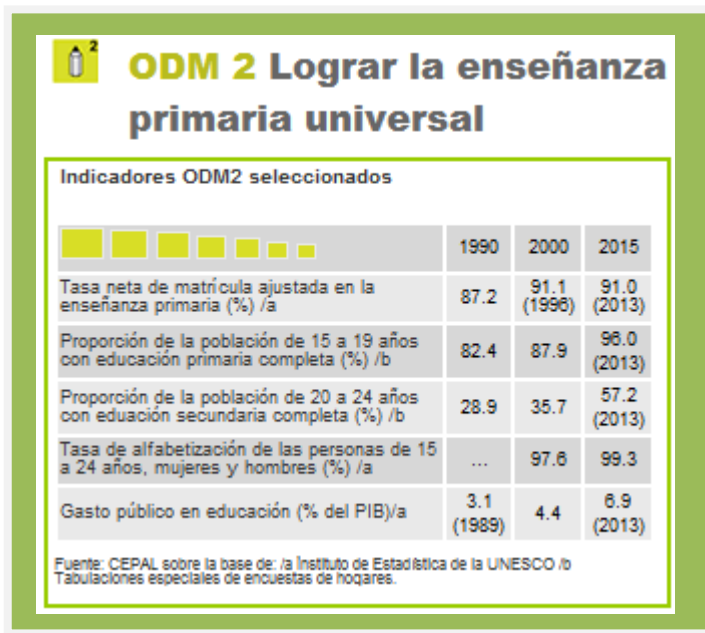 2
ODM 2 Lograr la enseñanza
primaria universal
Indicadores ODM2 seleccionados
1990 2000 2015
Tasa neta de matrícula ajustada en la
enseñanza primaria (%) /a
87.2
91.1
(1996)
91.0
(2013)
Proporción de la población de 15 a 19 años
con educación primaria completa (%) /b
82.4 87.9
96.0
(2013)
Proporción de la población de 20 a 24 años
con eduación secundaria completa (%) /b
28.9 35.7
57.2
(2013)
Tasa de alfabetización de las personas de 15
a 24 años, mujeres y hombres (%) /a
... 97.6 99.3
Gasto público en educación (% del PIB)/a
3.1
(1989)
4.4
6.9
(2013)
Fuente: CEPAL sobre la base de: /a Instituto de Estadística de la UNESCO /b
Tabulaciones especiales de encuestas de hogares.